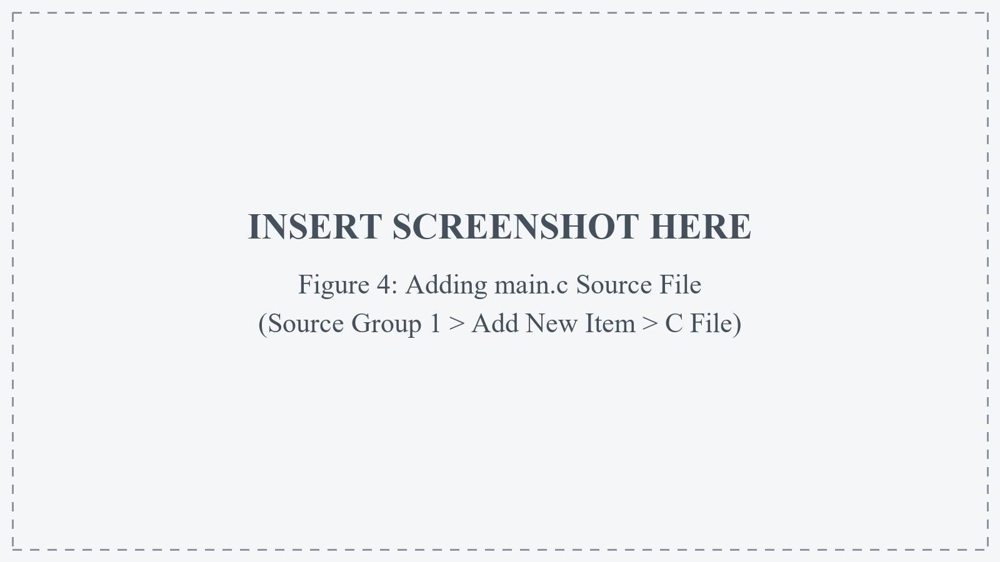 INSERT SCREENSHOT HERE
Figure 4: Adding main.c Source File
(Source Group 1 > Add New Item > C File)